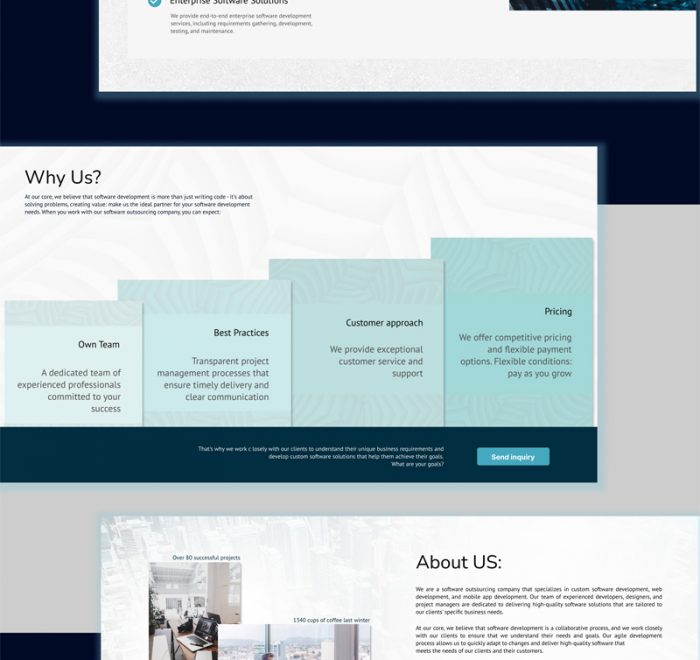 Enterprise Software Solutions
We provide end-to-end enterprise software development
services, including requirements gathering, development,
testing, and maintenance.
Why Us?
At our core, we believe that software development is more than just writing code - it's about
solving problems, creating value: make us the ideal partner for your software development
needs. When you work with our software outsourcing company, you can expect:
Own Team
A dedicated team of
experienced professionals
committed to your
success
Best Practices
Transparent project
management processes that
ensure timely delivery and
clear communication
Customer approach
We provide exceptional
customer service and
support
Pricing
We offer competitive pricing
and flexible payment
options. Flexible conditions:
pay as you grow
That's why we work c losely with our clients to understand their unique business requirements and
develop custom software solutions that help them achieve their goals.
What are your goals?
Send inquiry
Over 80 successful projects
1340 cups of coffee last winter
About US:
We are a software outsourcing company that specializes in custom software development, web
development, and mobile app development. Our team of experienced developers, designers, and
project managers are dedicated to delivering high-quality software solutions that are tailored to
our clients' specific business needs.
At our core, we believe that software development is a collaborative process, and we work closely
with our clients to ensure that we understand their needs and goals. Our agile development
process allows us to quickly adapt to changes and deliver high-quality software that
meets the needs of our clients and their customers.